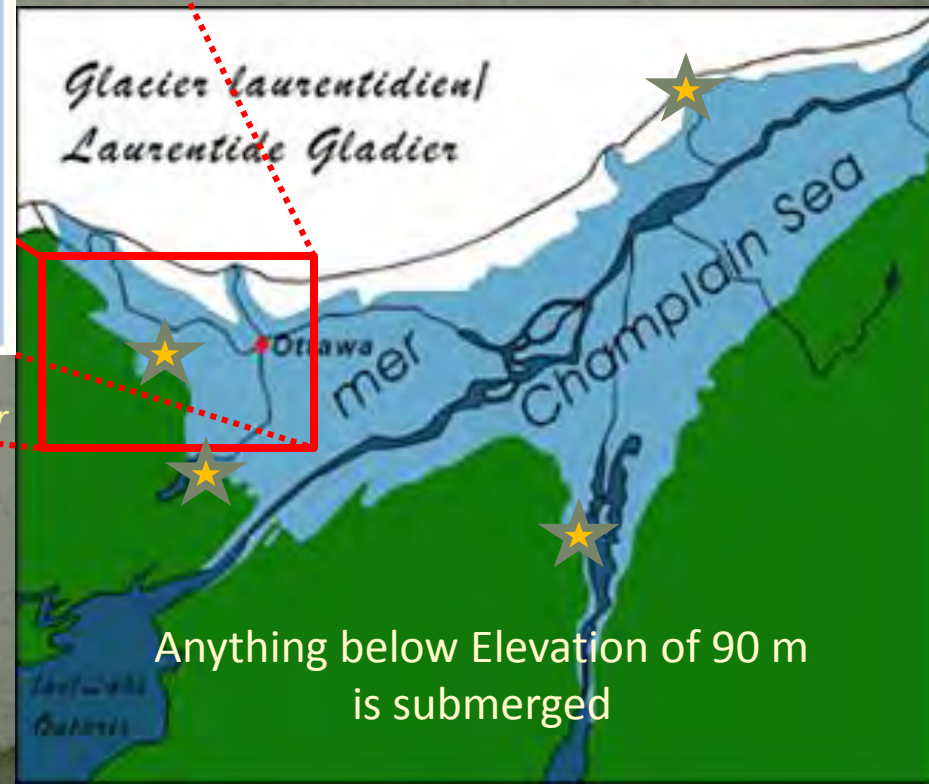 Glacier laurentidien/
Laurentide Gladier
Ottawa
mer
Champlain Sea
r
Anything below Elevation of 90 m
is submerged